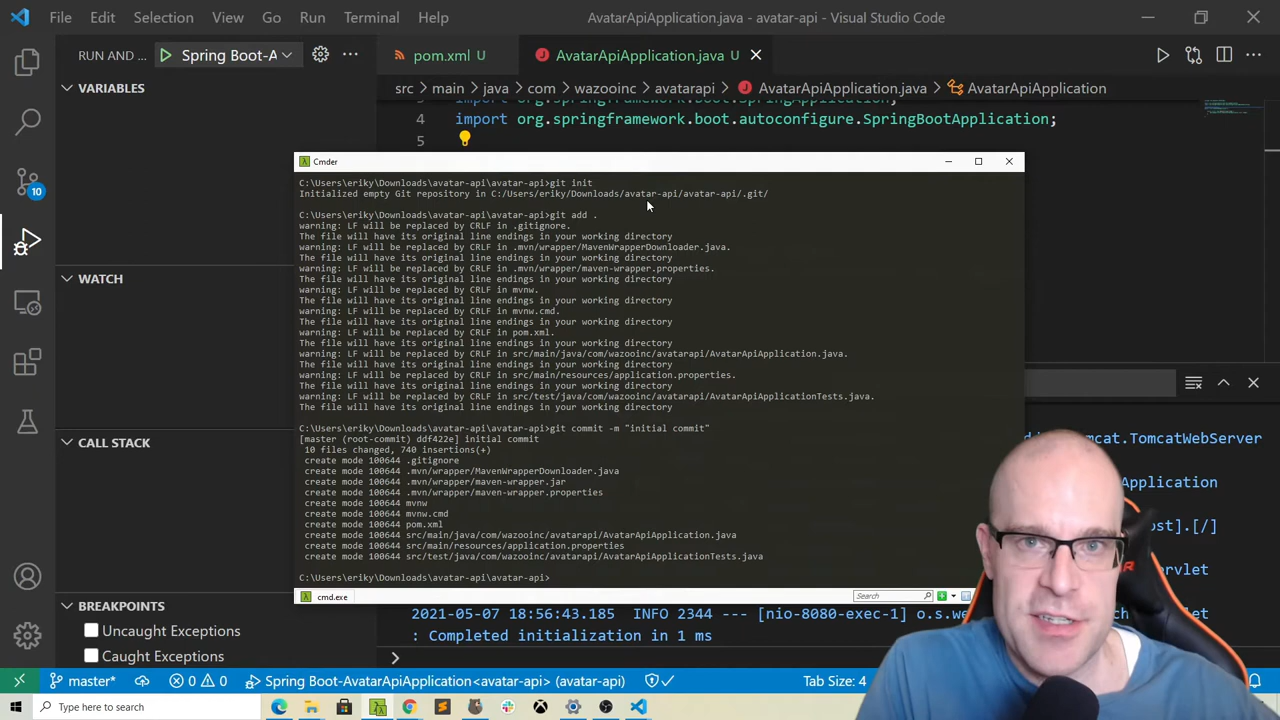 File Edit Selection View Go Run Terminal Help
AvatarApiApplication.java - avatar-api - Visual Studio Code
RUN AND ... Spring Boot-A
pom.xml U
AvatarApiApplication.java U
VARIABLES
src > main > java > com > wazooinc > avatarapi > AvatarApiApplication.java > AvatarApiApplication
import org.springframework.boot.SpringApplication;
4 import org.springframework.boot.autoconfigure.SpringBootApplication;
5
10
Cmder
C:\Users\eriky\Downloads\avatar-api\avatar-api>git init
Initialized empty Git repository in C:/Users/eriky/Downloads/avatar-api/avatar-api/.git/
C:\Users\eriky\Downloads\avatar-api\avatar-api>git add .
warning: LF will be replaced by CRLF in .gitignore.
The file will have its original line endings in your working directory
warning: LF will be replaced by CRLF in .mvn/wrapper/MavenWrapperDownloader.java.
The file will have its original line endings in your working directory
warning: LF will be replaced by CRLF in .mvn/wrapper/maven-wrapper.properties.
The file will have its original line endings in your working directory
warning: LF will be replaced by CRLF in mvnw.
The file will have its original line endings in your working directory
warning: LF will be replaced by CRLF in mvnw.cmd.
The file will have its original line endings in your working directory
warning: LF will be replaced by CRLF in pom.xml.
The file will have its original line endings in your working directory
warning: LF will be replaced by CRLF in src/main/java/com/wazooinc/avatarapi/AvatarApiApplication.java.
The file will have its original line endings in your working directory
warning: LF will be replaced by CRLF in src/main/resources/application.properties.
The file will have its original line endings in your working directory
warning: LF will be replaced by CRLF in src/test/java/com/wazooinc/avatarapi/AvatarApiApplicationTests.java.
The file will have its original line endings in your working directory
C:\Users\eriky\Downloads\avatar-api\avatar-api>git commit -m "initial commit"
[master (root-commit) ddf422e] initial commit
10 files changed, 740 insertions(+)
create mode 100644 .gitignore
create mode 100644 .mvn/wrapper/MavenWrapperDownloader.java
create mode 100644 .mvn/wrapper/maven-wrapper.jar
create mode 100644 .mvn/wrapper/maven-wrapper.properties
create mode 100644 mvnw
create mode 100644 mvnw.cmd
create mode 100644 pom.xml
create mode 100644 src/main/java/com/wazooinc/avatarapi/AvatarApiApplication.java
create mode 100644 src/main/resources/application.properties
create mode 100644 src/test/java/com/wazooinc/avatarapi/AvatarApiApplicationTests.java
C:\Users\eriky\Downloads\avatar-api\avatar-api>
cmd.exe
Search
WATCH
CALL STACK
BREAKPOINTS
Uncaught Exceptions
Caught Exceptions
omcat.TomcatWebServer
Application
ost].[/]
ervlet
2021-05-07 18:56:43.185 INFO 2344 --- [nio-8080-exec-1] o.s.we
rvlet
: Completed initialization in 1 ms
>
master* 0 0 Spring Boot-AvatarApiApplication<avatar-api> (avatar-api)
Tab Size: 4
Type here to search